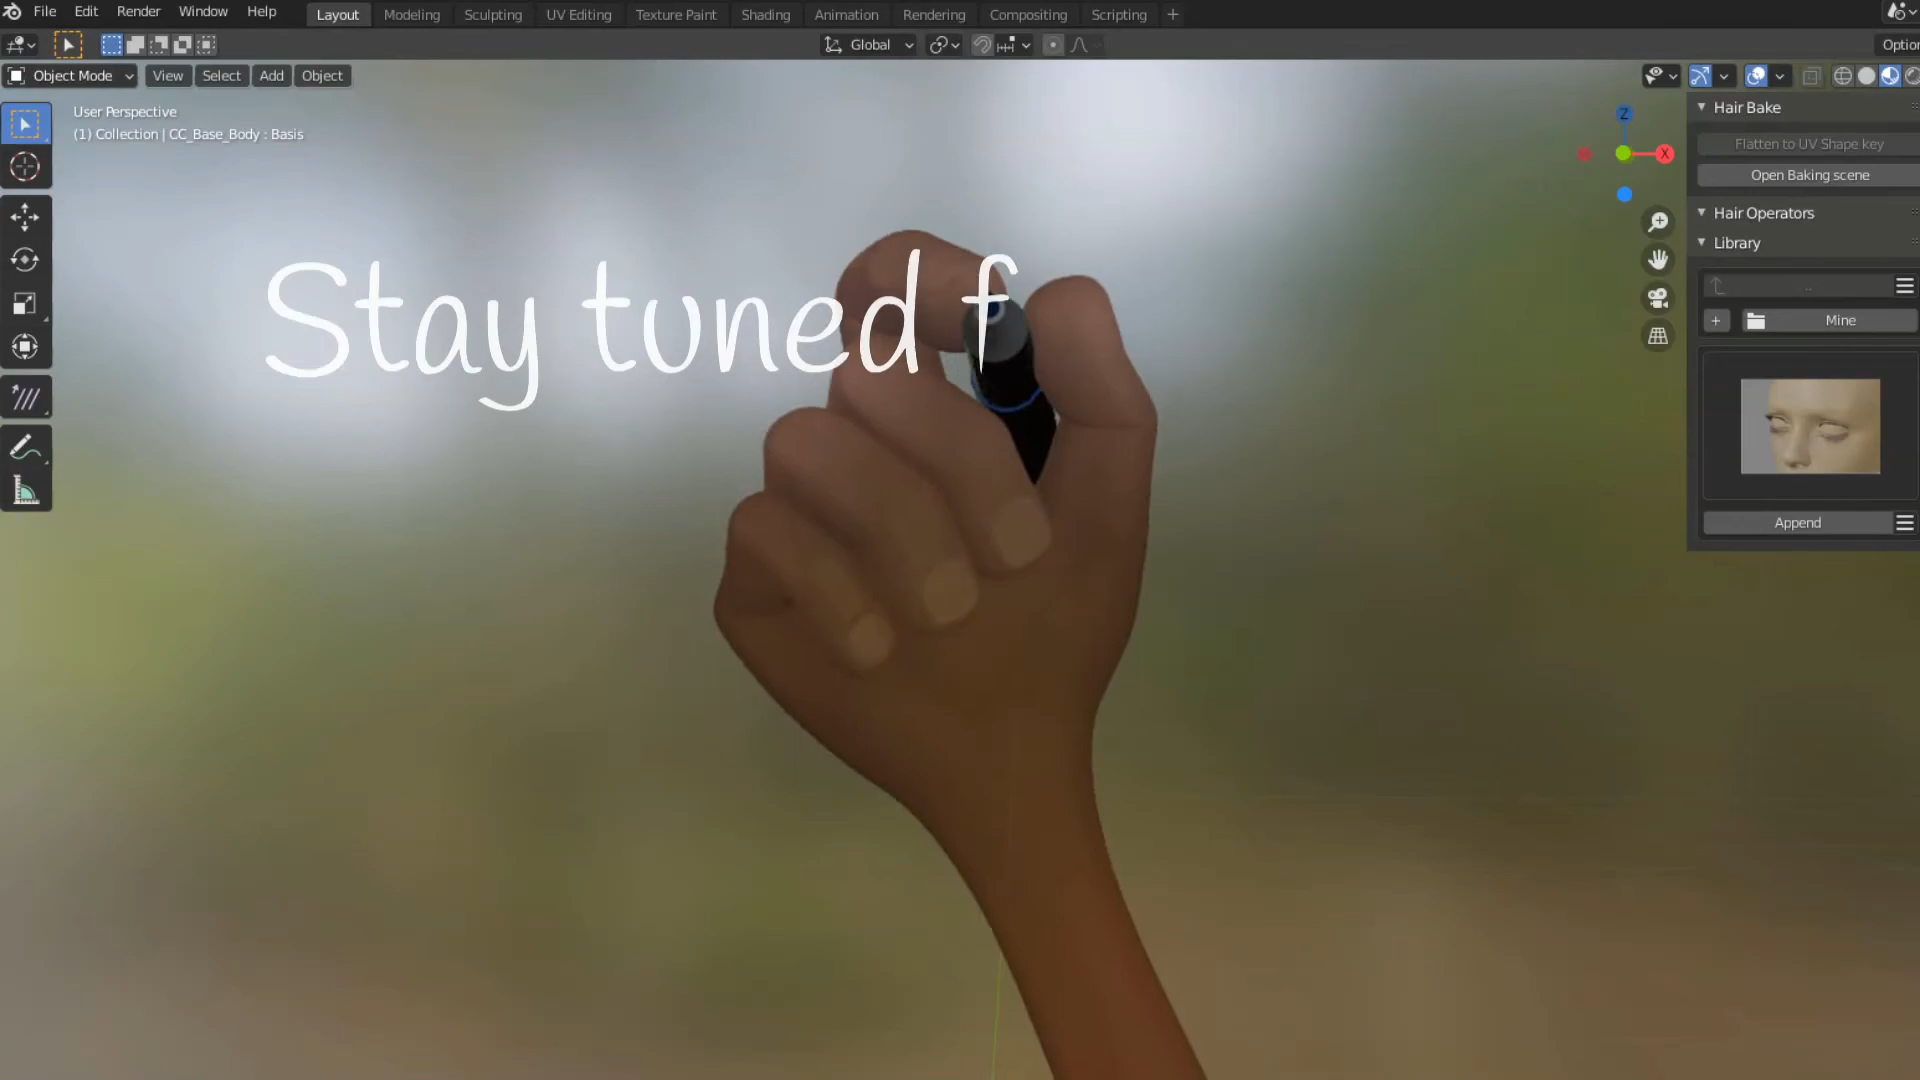 File Edit Render Window Help Layout Modeling Sculpting UV Editing Texture Paint Shading Animation Rendering Compositing Scripting +
Global
Object Mode View Select Add Object
User Perspective
(1) Collection | CC_Base_Body : Basis
Z
X
Hair Bake
Flatten to UV Shape key
Open Baking scene
Hair Operators
Library
..
+ Mine
Append
Stay tuned f